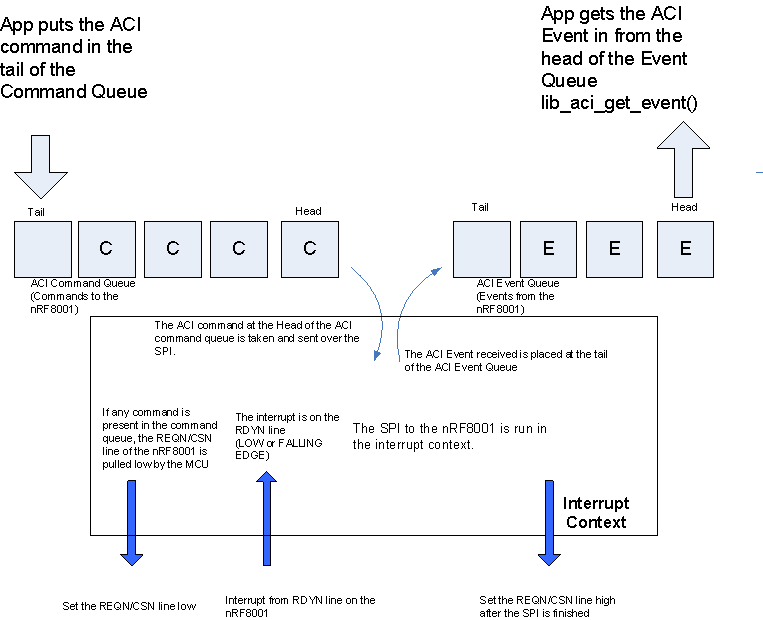 App puts the ACI
command in the
tail of the
Command Queue
App gets the ACI
Event in from the
head of the Event
Queue
lib_aci_get_event()
Tail
Head
Tail
Head
C
C
C
C
E
E
E
ACI Command Queue
(Commands to the
nRF8001)
ACI Event Queue
(Events from the
nRF8001)
The ACI command at the Head of the ACI
command queue is taken and sent over the
SPI.
The ACI Event received is placed at the tail
of the ACI Event Queue
If any command is
present in the command
queue, the REQN/CSN
line of the nRF8001 is
pulled low by the MCU
The interrupt is on the
RDYN line
(LOW or FALLING
EDGE)
The SPI to the nRF8001 is run in
the interrupt context.
Interrupt
Context
Set the REQN/CSN line low
Interrupt from RDYN line on the
nRF8001
Set the REQN/CSN line high
after the SPI is finished